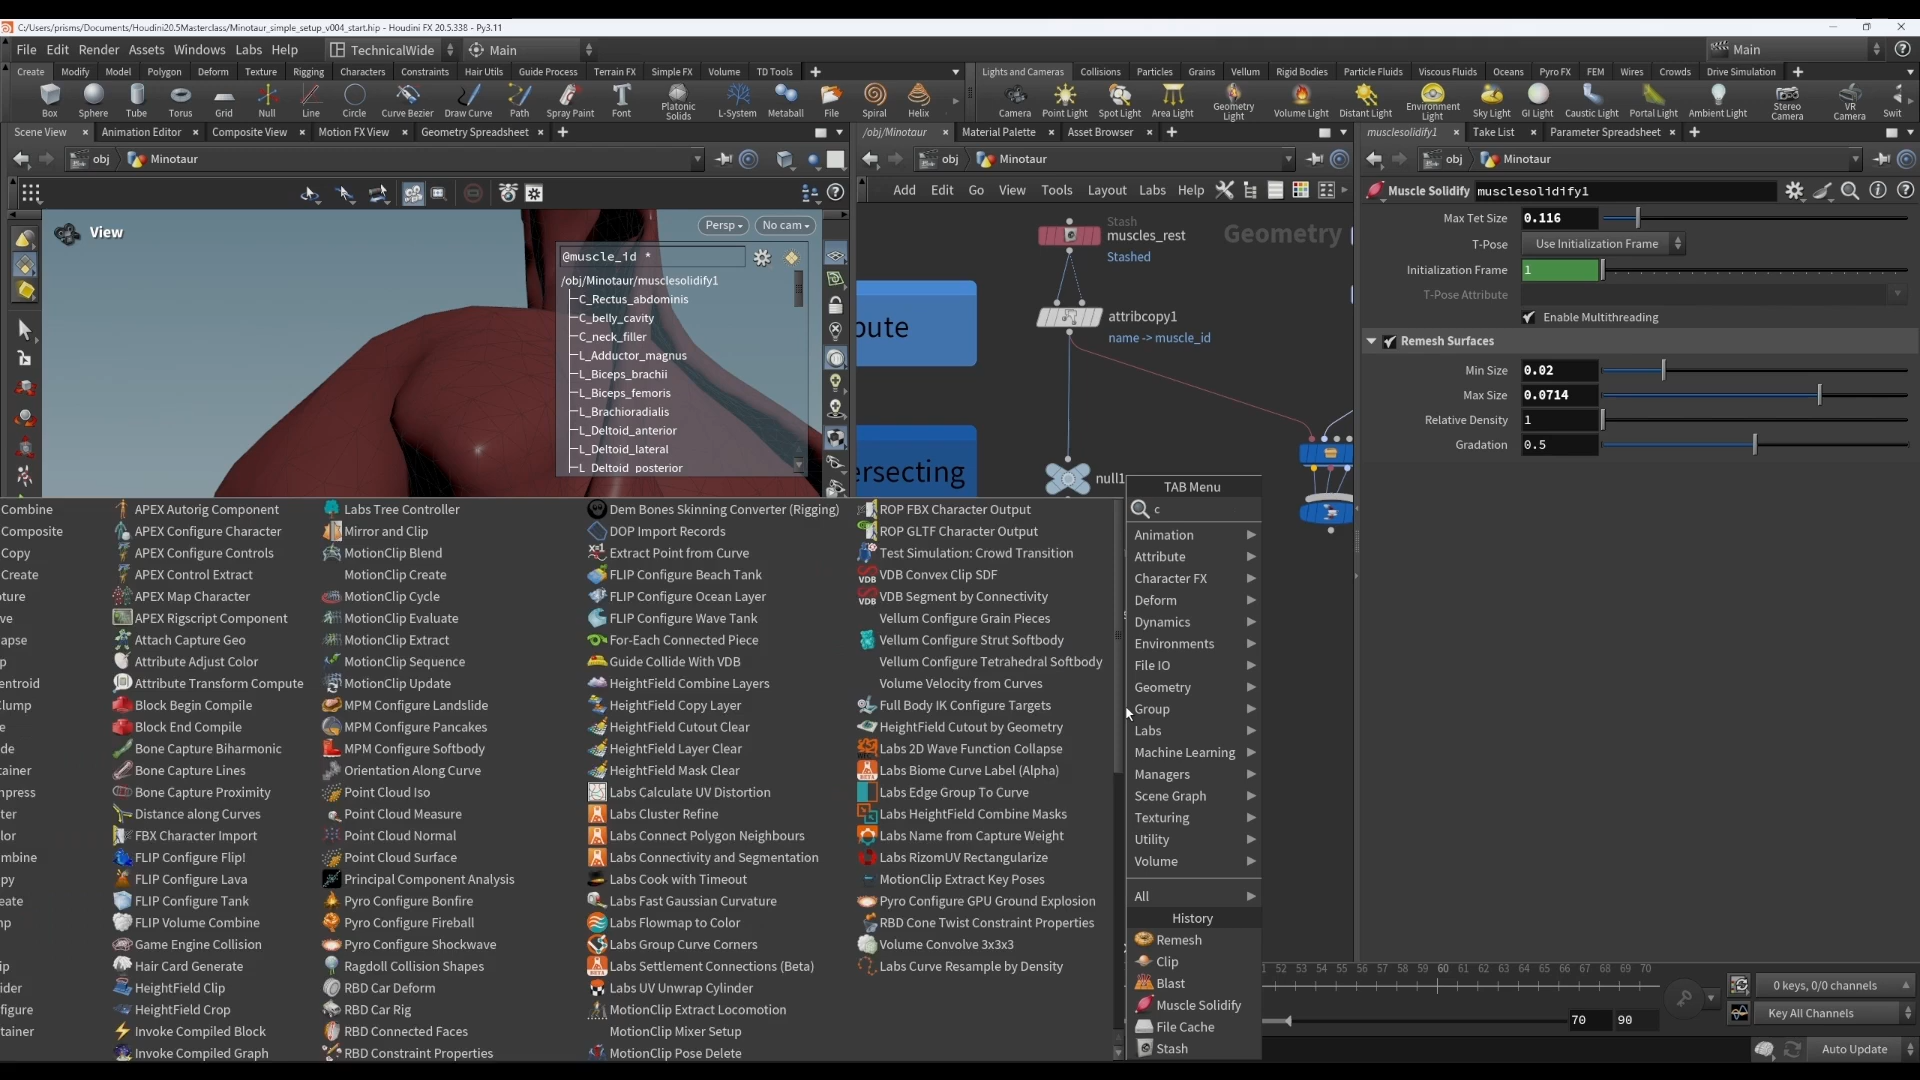 C:/Users/prisms/Documents/Houdini20.5Masterclass/Minotaur_simple_setup_v004_start.hip - Houdini FX 20.5.338 - Py3.11
File Edit Render Assets Windows Labs Help TechnicalWide Main Main
Create Modify Model Polygon Deform Texture Rigging Characters Constraints Hair Utils Guide Process Terrain FX Simple FX Volume TD Tools
Lights and Cameras Collisions Particles Grains Vellum Rigid Bodies Particle Fluids Viscous Fluids Oceans Pyro FX FEM Wires Crowds Drive Simulation
Box Sphere Tube Torus Grid Null Line Circle Curve Bezier Draw Curve Path Spray Paint Font Platonic Solids L-System Metaball File Spiral Helix
Camera Point Light Spot Light Area Light Geometry Light Volume Light Distant Light Environment Light Sky Light GI Light Caustic Light Portal Light Ambient Light Stereo Camera VR Camera Swit
Scene View Animation Editor Composite View Motion FX View Geometry Spreadsheet
/obj/Minotaur Material Palette Asset Browser
musclesolidify1 Take List Parameter Spreadsheet
obj Minotaur
obj Minotaur
obj Minotaur
Add Edit Go View Tools Layout Labs Help
View
Persp
No cam
@muscle_id *
/obj/Minotaur/musclesolidify1
C_Rectus_abdominis
C_belly_cavity
C_neck_filler
L_Adductor_magnus
L_Biceps_brachii
L_Biceps_femoris
L_Brachioradialis
L_Deltoid_anterior
L_Deltoid_lateral
L_Deltoid_posterior
Geometry
Stash
muscles_rest
Stashed
attribcopy1
name -> muscle_id
bute
ersecting
null1
Muscle Solidify musclesolidify1
Max Tet Size 0.116
T-Pose Use Initialization Frame
Initialization Frame 1
T-Pose Attribute
Enable Multithreading
Remesh Surfaces
Min Size 0.02
Max Size 0.0714
Relative Density 1
Gradation 0.5
Combine
Composite
Copy
Create
ture
ve
apse
p
entroid
lump
e
de
tainer
npress
ter
lor
mbine
py
eate
mp
ip
ider
figure
tainer
APEX Autorig Component
APEX Configure Character
APEX Configure Controls
APEX Control Extract
APEX Map Character
APEX Rigscript Component
Attach Capture Geo
Attribute Adjust Color
Attribute Transform Compute
Block Begin Compile
Block End Compile
Bone Capture Biharmonic
Bone Capture Lines
Bone Capture Proximity
Distance along Curves
FBX Character Import
FLIP Configure Flip!
FLIP Configure Lava
FLIP Configure Tank
FLIP Volume Combine
Game Engine Collision
Hair Card Generate
HeightField Clip
HeightField Crop
Invoke Compiled Block
Invoke Compiled Graph
Labs Tree Controller
Mirror and Clip
MotionClip Blend
MotionClip Create
MotionClip Cycle
MotionClip Evaluate
MotionClip Extract
MotionClip Sequence
MotionClip Update
MPM Configure Landslide
MPM Configure Pancakes
MPM Configure Softbody
Orientation Along Curve
Point Cloud Iso
Point Cloud Measure
Point Cloud Normal
Point Cloud Surface
Principal Component Analysis
Pyro Configure Bonfire
Pyro Configure Fireball
Pyro Configure Shockwave
Ragdoll Collision Shapes
RBD Car Deform
RBD Car Rig
RBD Connected Faces
RBD Constraint Properties
Dem Bones Skinning Converter (Rigging)
DOP Import Records
Extract Point from Curve
FLIP Configure Beach Tank
FLIP Configure Ocean Layer
FLIP Configure Wave Tank
For-Each Connected Piece
Guide Collide With VDB
HeightField Combine Layers
HeightField Copy Layer
HeightField Cutout Clear
HeightField Layer Clear
HeightField Mask Clear
Labs Calculate UV Distortion
Labs Cluster Refine
Labs Connect Polygon Neighbours
Labs Connectivity and Segmentation
Labs Cook with Timeout
Labs Fast Gaussian Curvature
Labs Flowmap to Color
Labs Group Curve Corners
Labs Settlement Connections (Beta)
Labs UV Unwrap Cylinder
MotionClip Extract Locomotion
MotionClip Mixer Setup
MotionClip Pose Delete
ROP FBX Character Output
ROP GLTF Character Output
Test Simulation: Crowd Transition
VDB Convex Clip SDF
VDB Segment by Connectivity
Vellum Configure Grain Pieces
Vellum Configure Strut Softbody
Vellum Configure Tetrahedral Softbody
Volume Velocity from Curves
Full Body IK Configure Targets
HeightField Cutout by Geometry
Labs 2D Wave Function Collapse
Labs Biome Curve Label (Alpha)
Labs Edge Group To Curve
Labs HeightField Combine Masks
Labs Name from Capture Weight
Labs RizomUV Rectangularize
MotionClip Extract Key Poses
Pyro Configure GPU Ground Explosion
RBD Cone Twist Constraint Properties
Volume Convolve 3x3x3
Labs Curve Resample by Density
TAB Menu
c
Animation
Attribute
Character FX
Deform
Dynamics
Environments
File IO
Geometry
Group
Labs
Machine Learning
Managers
Scene Graph
Texturing
Utility
Volume
All
History
Remesh
Clip
Blast
Muscle Solidify
File Cache
Stash
52 53 54 55 56 57 58 59 60 61 62 63 64 65 66 67 68 69 70
70 90
0 keys, 0/0 channels
Key All Channels
Auto Update